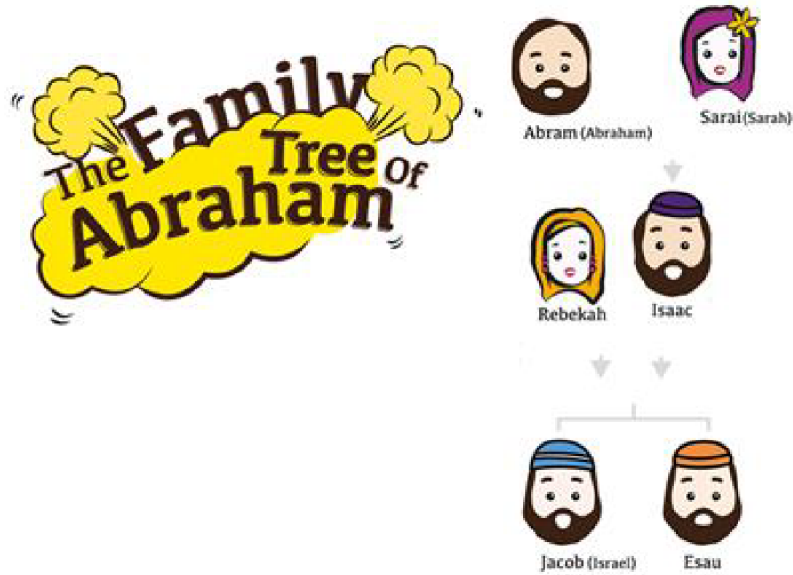 The Family
Tree Of
Abraham
Abram (Abraham)
Sarai (Sarah)
Rebekah
Isaac
Jacob (Israel)
Esau